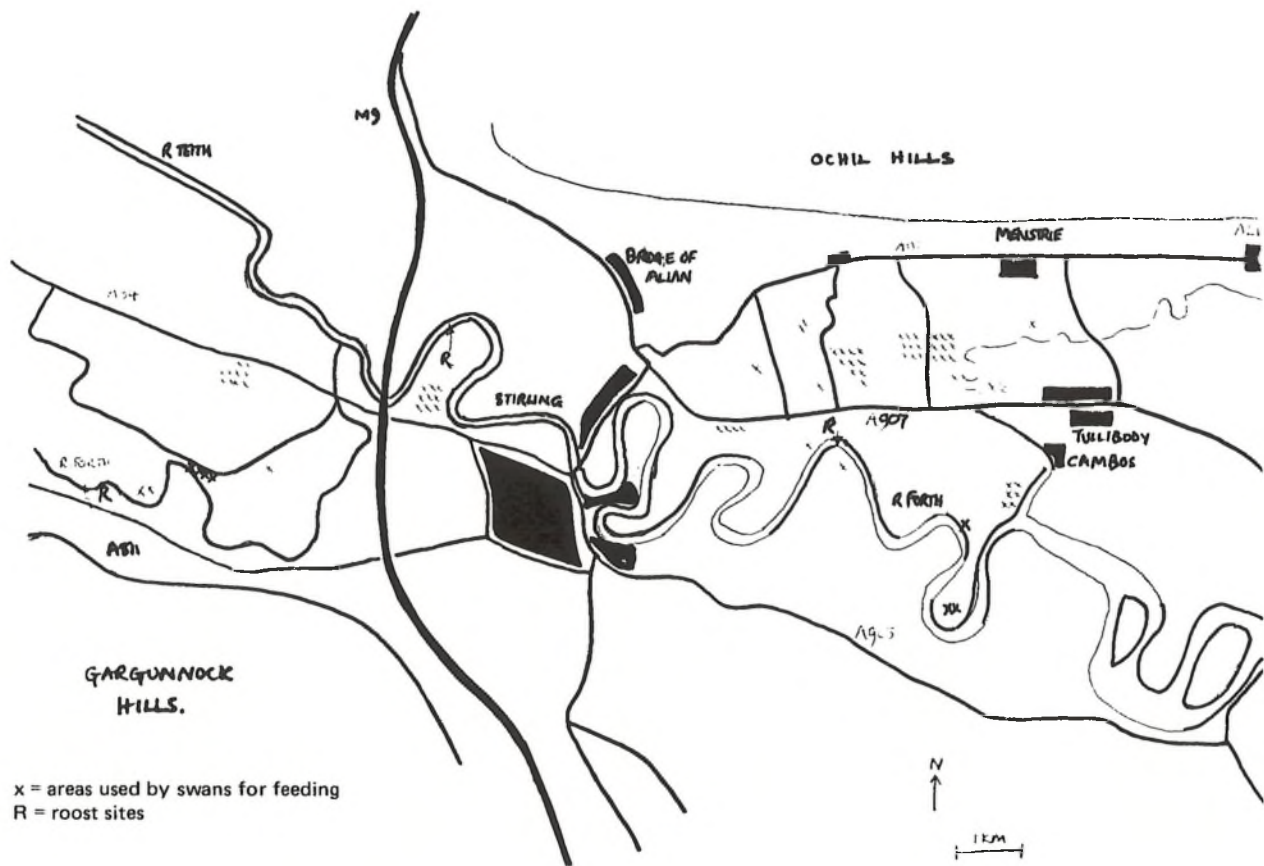 M9
R TEITH
OCHIL HILLS
MENSTRIE
BRIDGE OF
ALLAN
A84
STIRLING
R
A907
R
TULLIBODY
CAMBUS
R FORTH
R
R FORTH
A811
A905
GARGUNNOCK
HILLS.
x = areas used by swans for feeding
R = roost sites
N
1KM